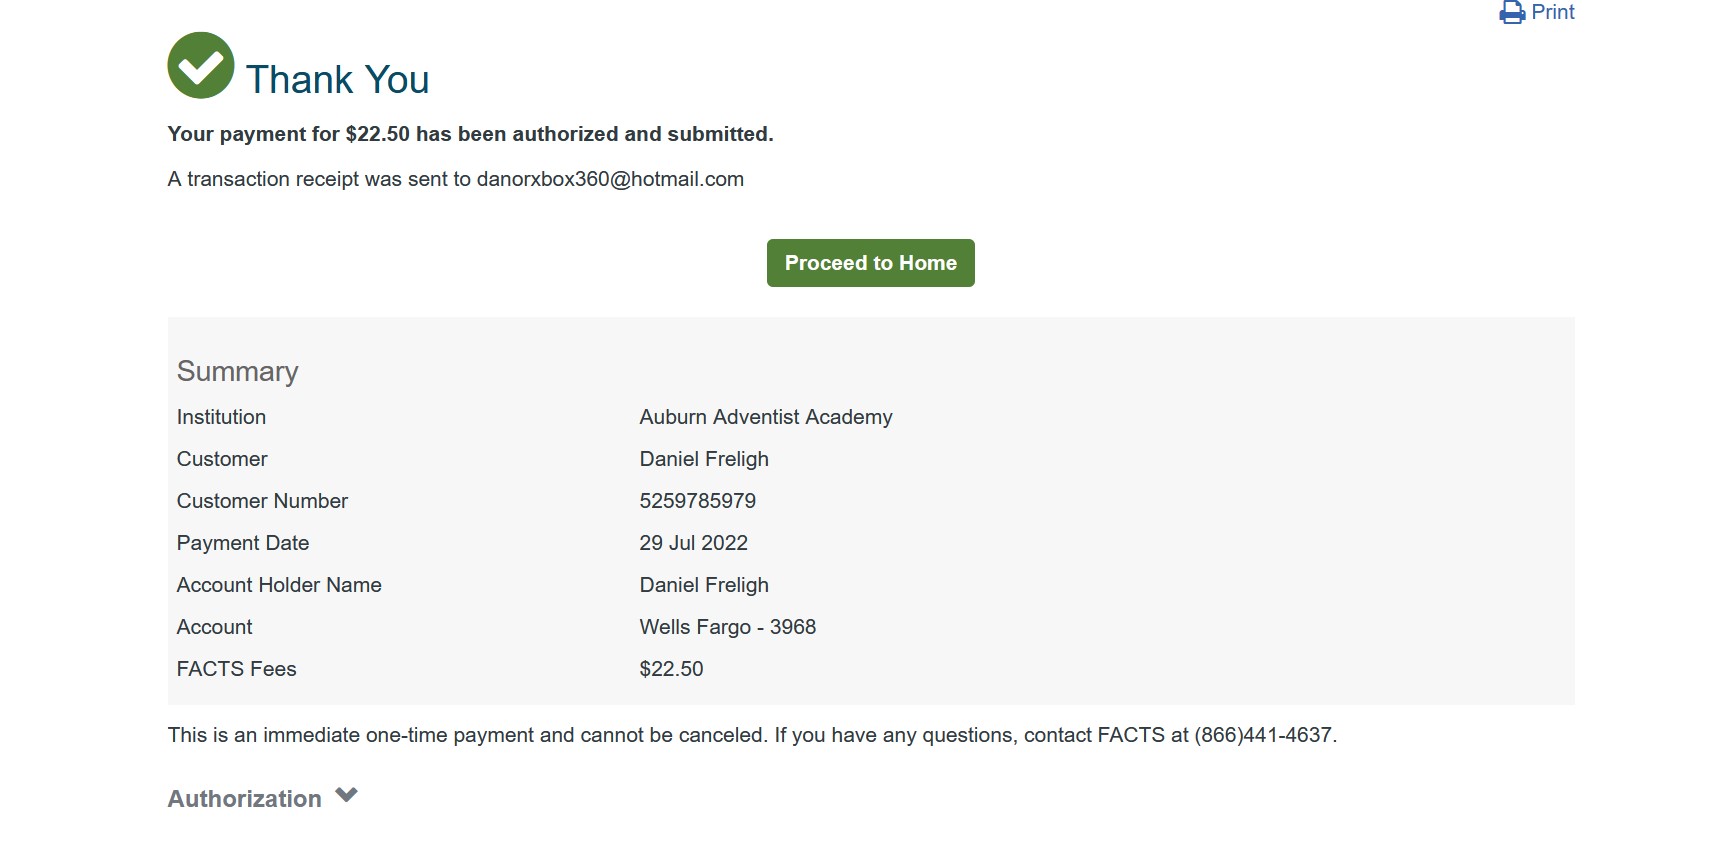 Print
Thank You
Your payment for $22.50 has been authorized and submitted.
A transaction receipt was sent to danorxbox360@hotmail.com
Proceed to Home
Summary
Institution Auburn Adventist Academy
Customer Daniel Freligh
Customer Number 5259785979
Payment Date 29 Jul 2022
Account Holder Name Daniel Freligh
Account Wells Fargo - 3968
FACTS Fees $22.50
This is an immediate one-time payment and cannot be canceled. If you have any questions, contact FACTS at (866)441-4637.
Authorization